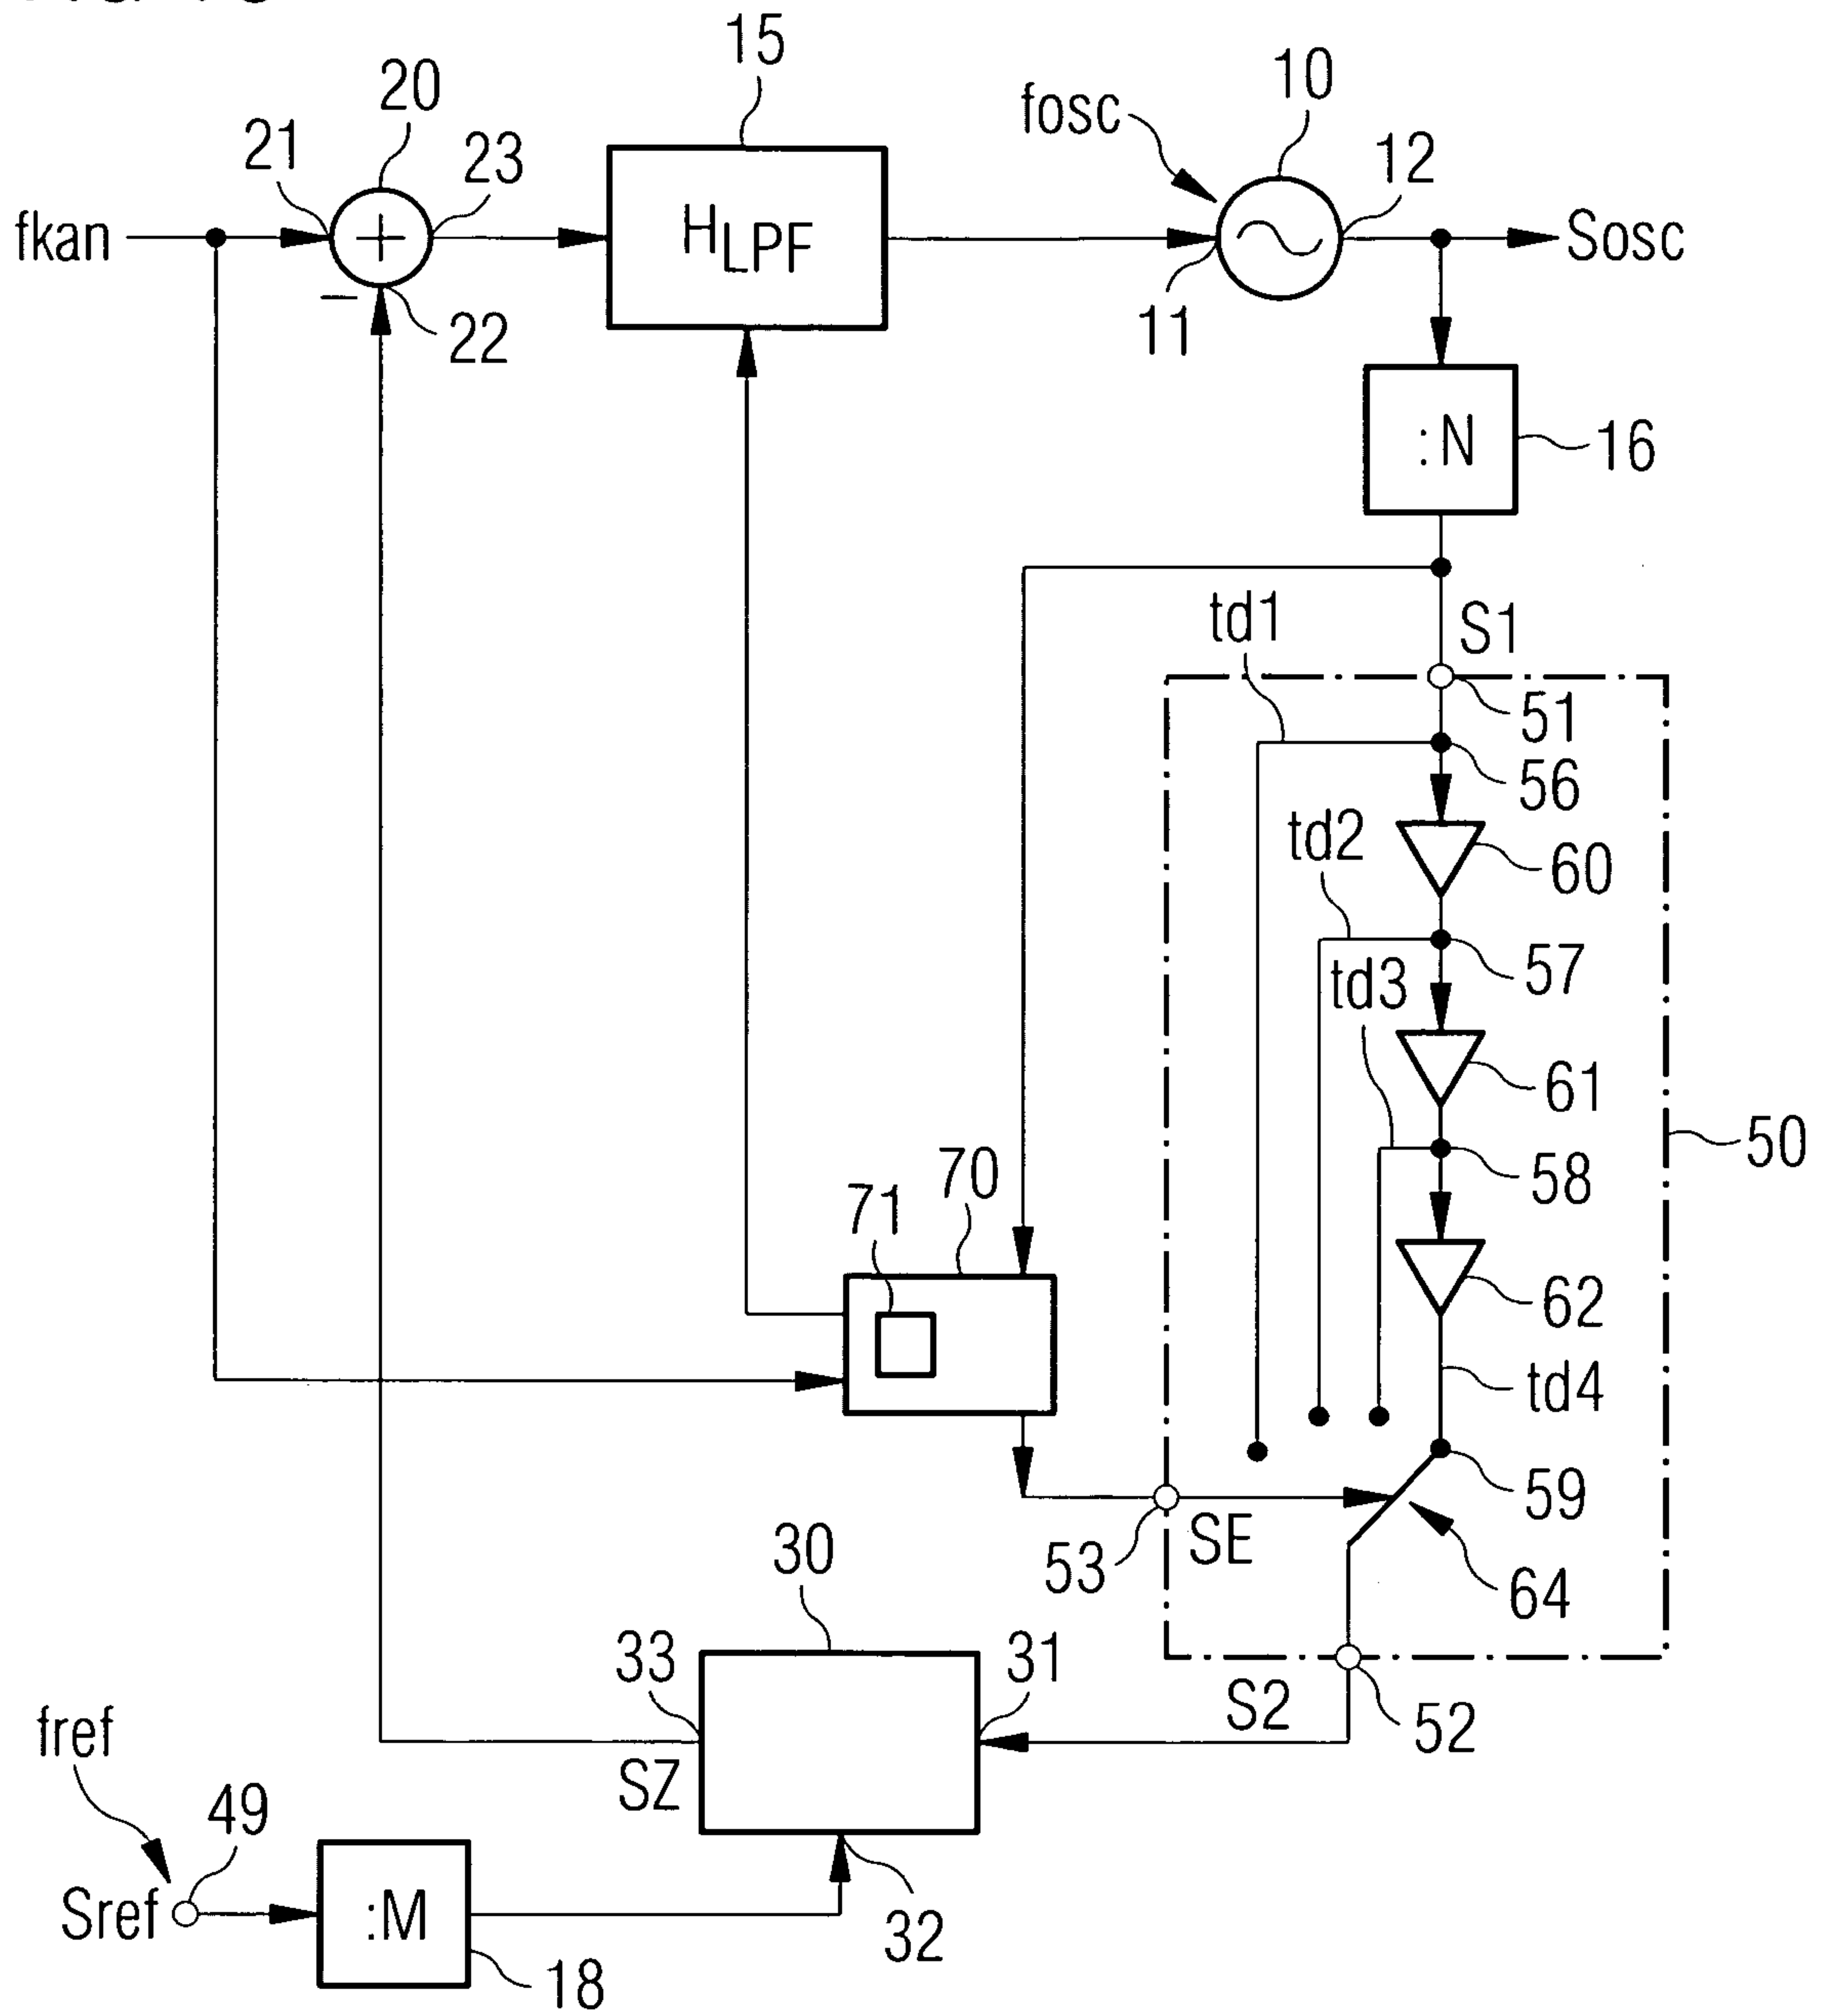 15
20
10
fosc
21
23
12
fkan
+
HLPF
Sosc
–
22
11
:N
16
td1
S1
51
56
td2
60
57
td3
61
50
58
70
71
62
td4
59
SE
53
30
64
33
31
S2
52
fref
SZ
49
Sref
:M
32
18